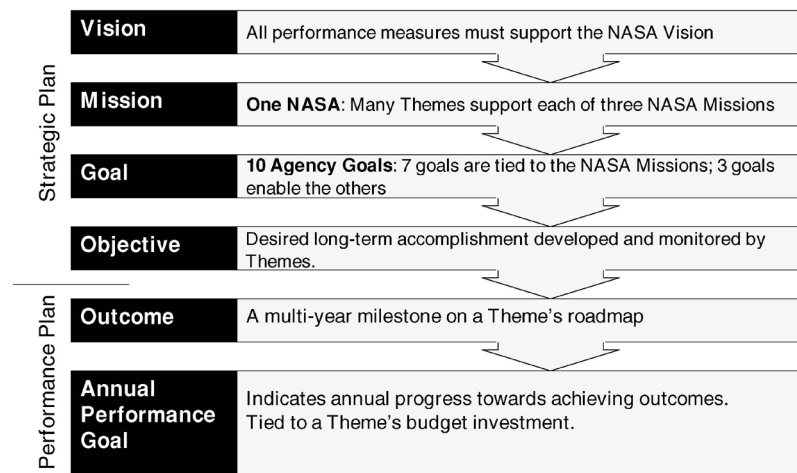 Strategic Plan
Vision
All performance measures must support the NASA Vision
Mission
One NASA: Many Themes support each of three NASA Missions
Goal
10 Agency Goals: 7 goals are tied to the NASA Missions; 3 goals
enable the others
Objective
Desired long-term accomplishment developed and monitored by
Themes.
Performance Plan
Outcome
A multi-year milestone on a Theme's roadmap
Annual
Performance
Goal
Indicates annual progress towards achieving outcomes.
Tied to a Theme's budget investment.